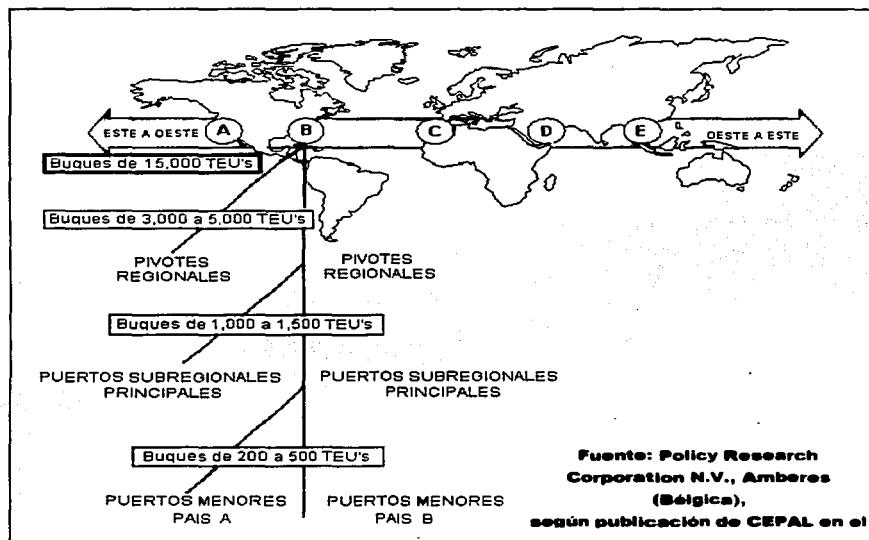 ESTE A OESTE
A
B
C
D
E
OESTE A ESTE
Buques de 15,000 TEU's
Buques de 3,000 a 5,000 TEU's
PIVOTES
REGIONALES
PIVOTES
REGIONALES
Buques de 1,000 a 1,500 TEU's
PUERTOS SUBREGIONALES
PRINCIPALES
PUERTOS SUBREGIONALES
PRINCIPALES
Buques de 200 a 500 TEU's
PUERTOS MENORES
PAIS A
PUERTOS MENORES
PAIS B
Fuente: Policy Research
Corporation N.V., Amberes
(Bélgica),
según publicación de CEPAL en el